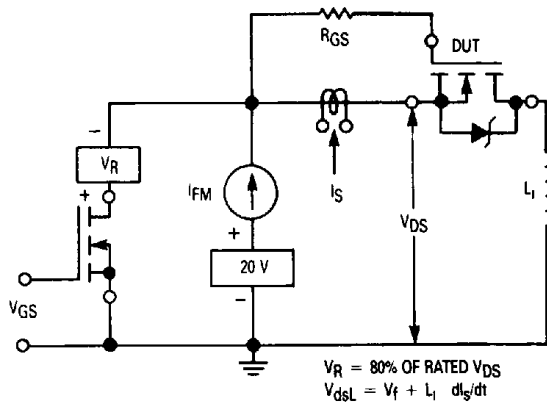 R_GS
DUT
−
V_R
+
I_FM
I_S
L_I
+
V_DS
20 V
V_GS
−
V_R = 80% OF RATED V_DS
V_dsL = V_f + L_I dI_s/dt